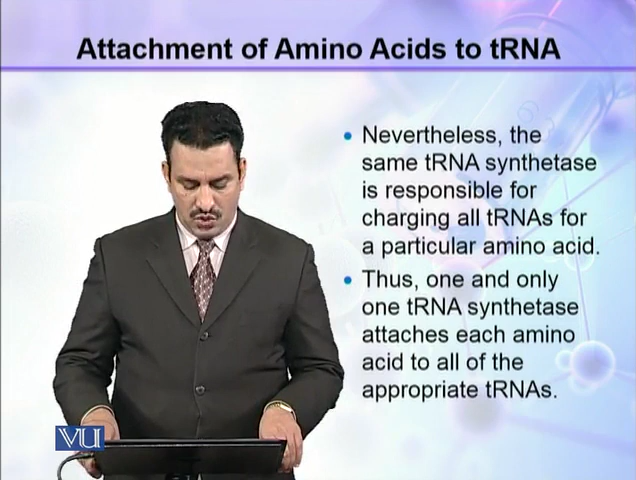 Attachment of Amino Acids to tRNA
• Nevertheless, the
same tRNA synthetase
is responsible for
charging all tRNAs for
a particular amino acid.
• Thus, one and only
one tRNA synthetase
attaches each amino
acid to all of the
appropriate tRNAs.
VU